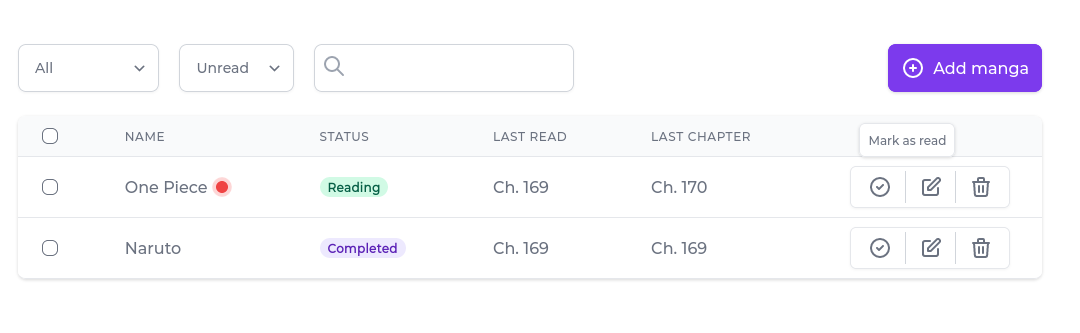 All
Unread
Add manga
NAME STATUS LAST READ LAST CHAPTER
Mark as read
One Piece Reading Ch. 169 Ch. 170
Naruto Completed Ch. 169 Ch. 169